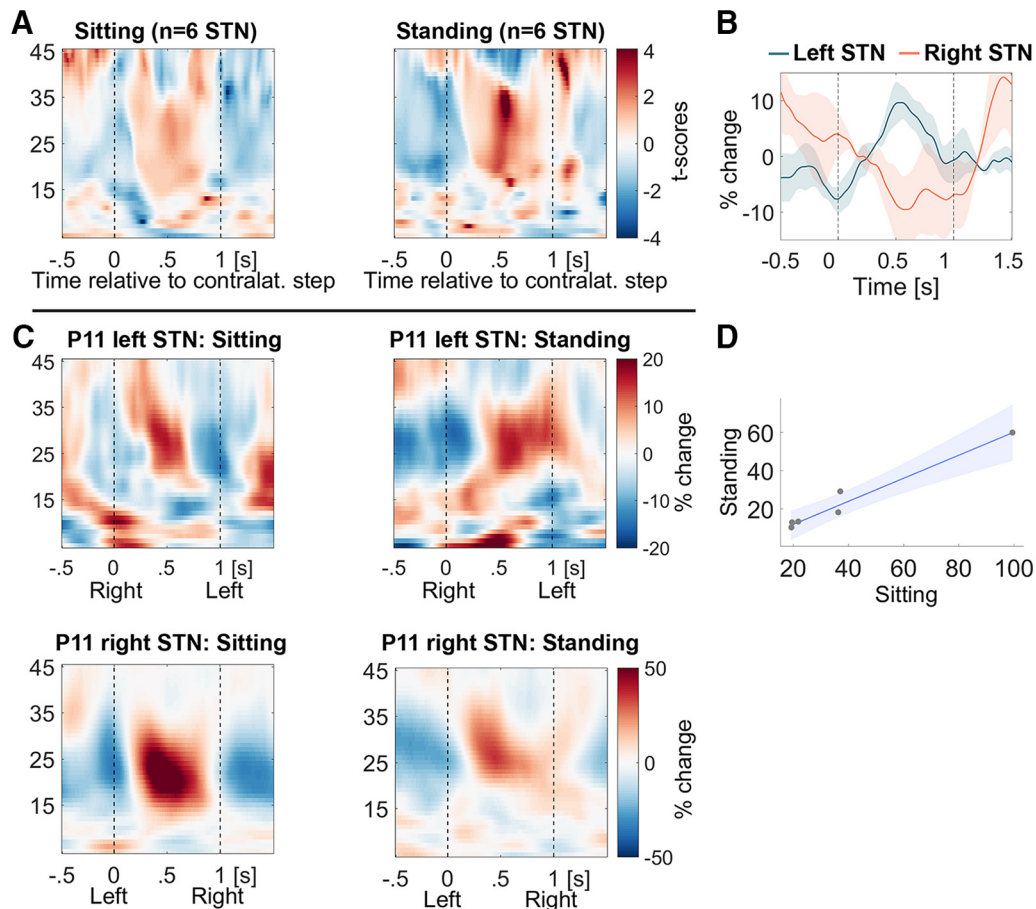 A
Sitting (n=6 STN)
45
35
25
15
-.5 0 .5 1 [s]
Time relative to contralat. step
Standing (n=6 STN)
-.5 0 .5 1 [s]
Time relative to contralat. step
4
2
0
-2
-4
t-scores
B
Left STN Right STN
10
0
-10
% change
-0.5 0 0.5 1 1.5
Time [s]
C
P11 left STN: Sitting
45
35
25
15
-.5 0 .5 1 [s]
Right Left
P11 left STN: Standing
45
35
25
15
-.5 0 .5 1 [s]
Right Left
20
10
0
-10
-20
% change
D
60
40
20
Standing
20 40 60 80 100
Sitting
P11 right STN: Sitting
45
35
25
15
-.5 0 .5 1 [s]
Left Right
P11 right STN: Standing
45
35
25
15
-.5 0 .5 1 [s]
Left Right
50
0
-50
% change